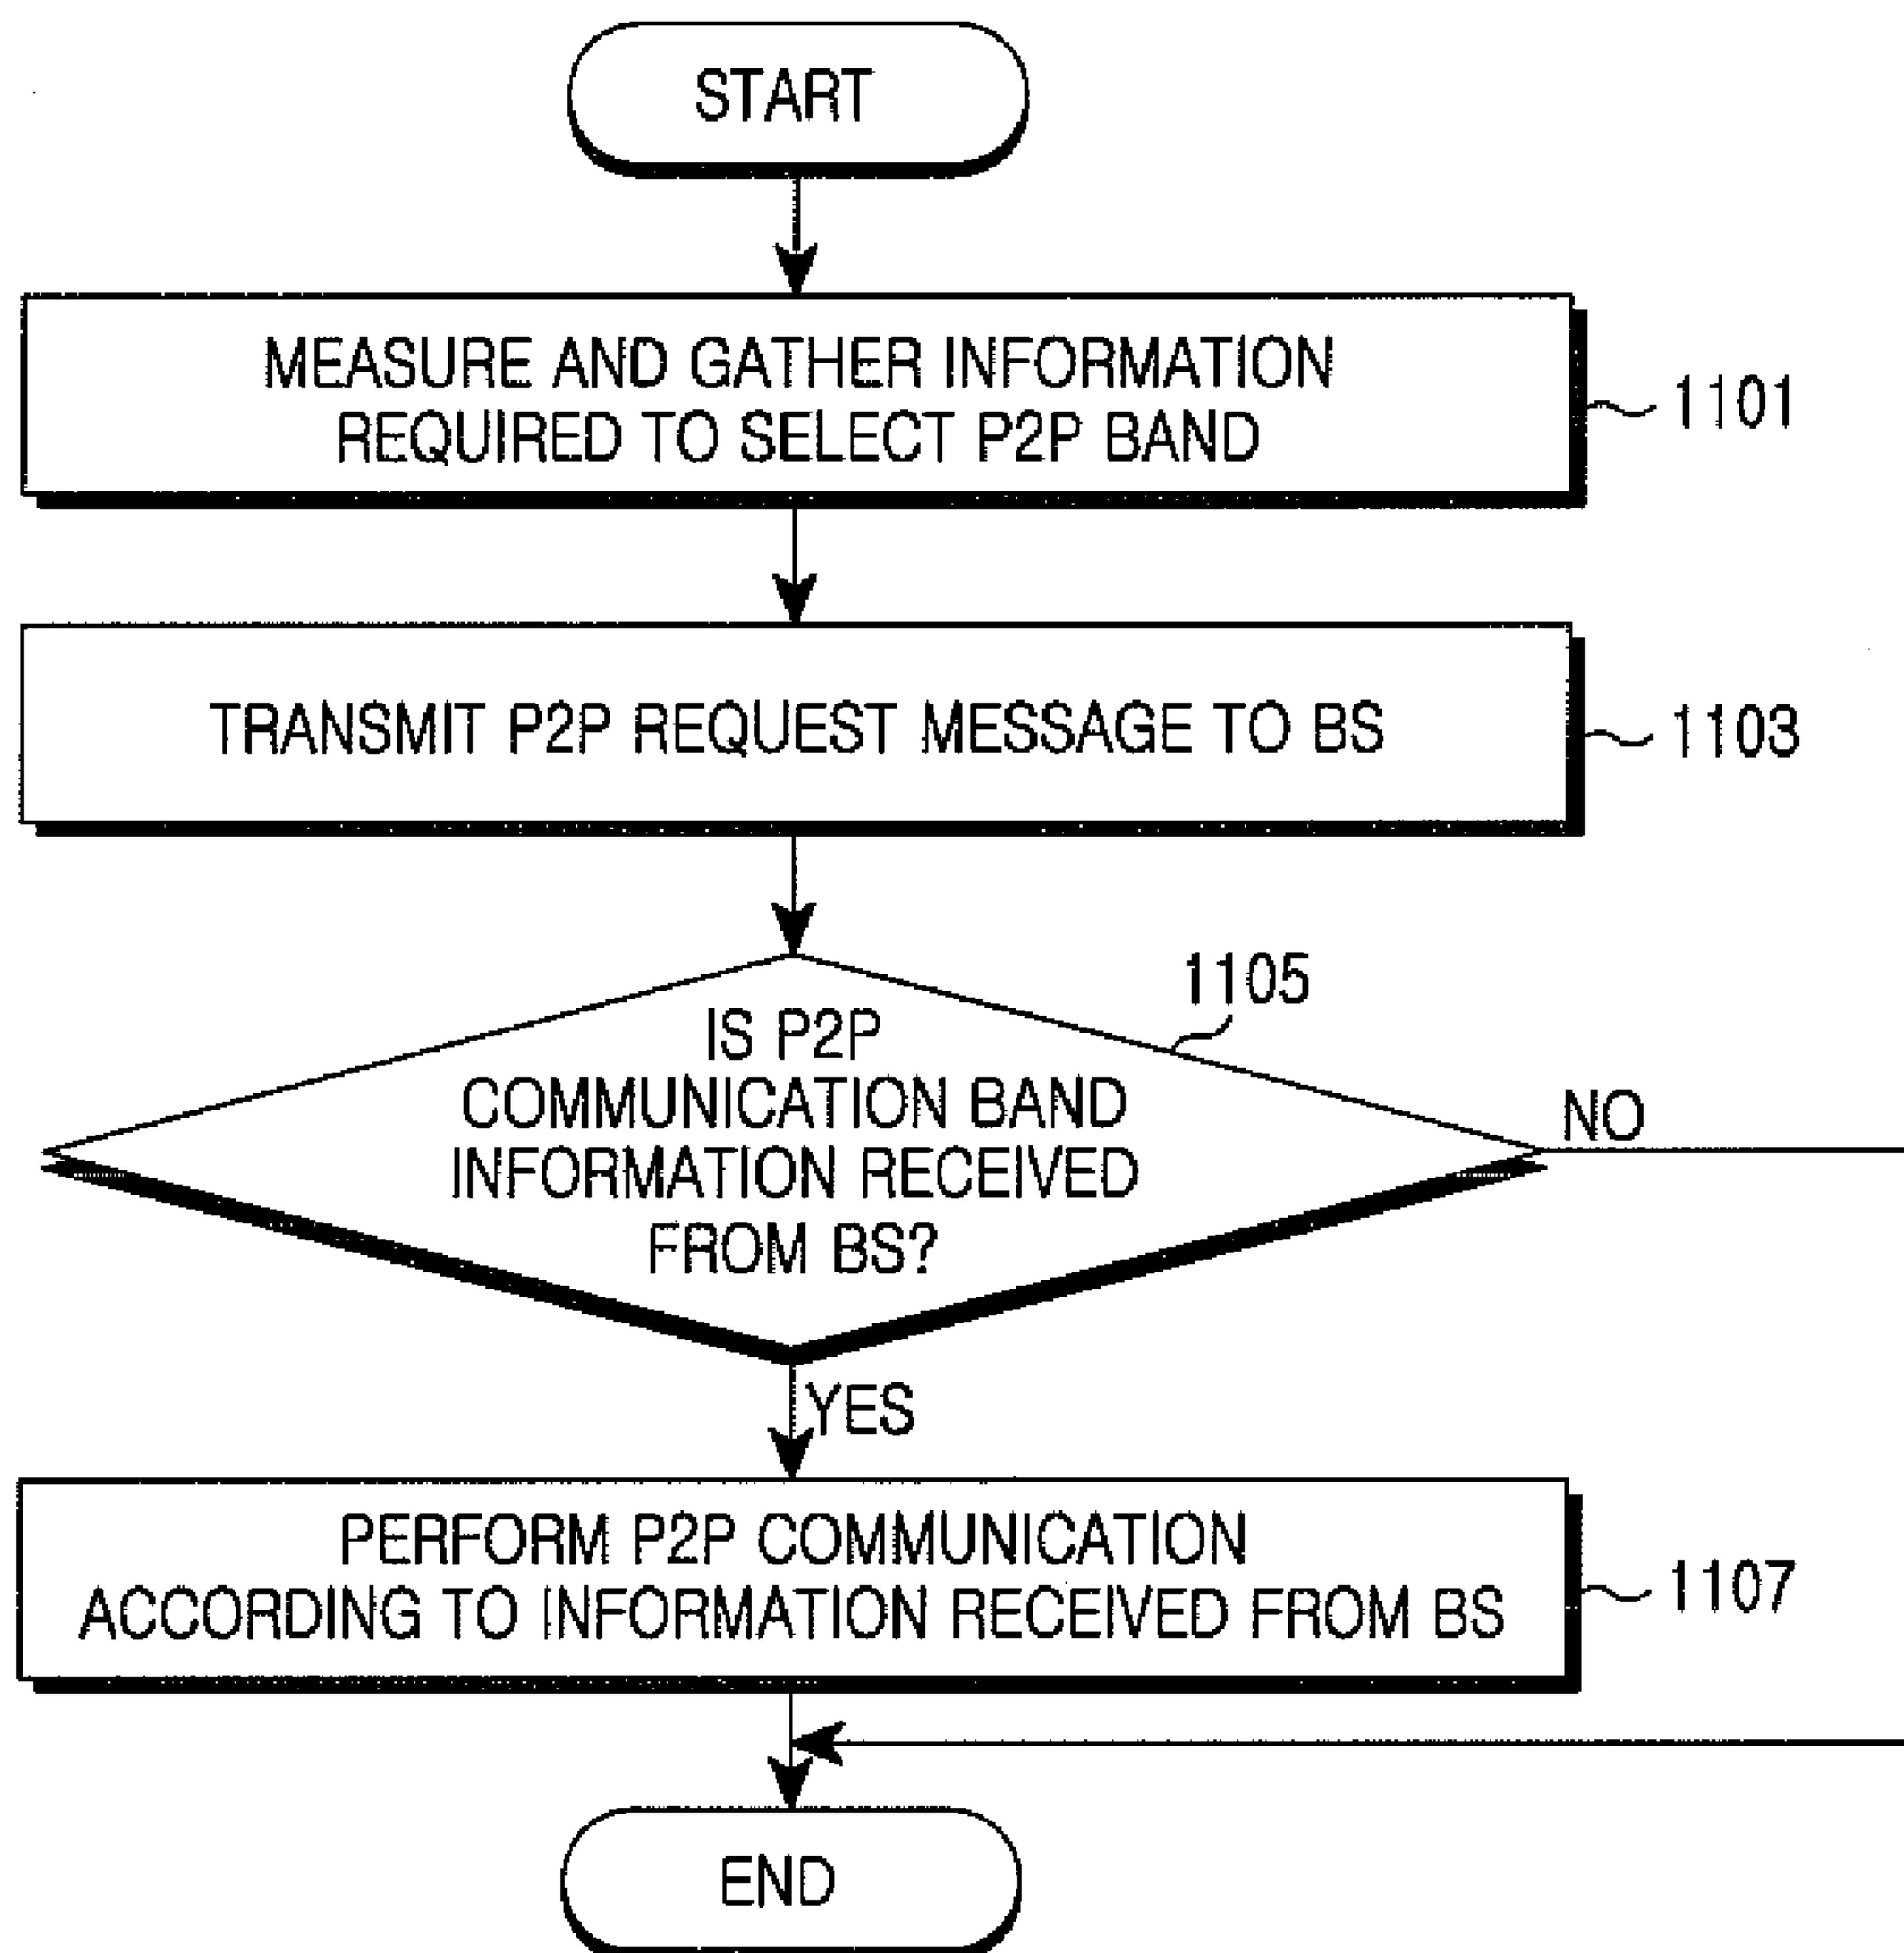 START
MEASURE AND GATHER INFORMATION
REQUIRED TO SELECT P2P BAND
1101
TRANSMIT P2P REQUEST MESSAGE TO BS
1103
1105
IS P2P
COMMUNICATION BAND
INFORMATION RECEIVED
FROM BS?
NO
YES
PERFORM P2P COMMUNICATION
ACCORDING TO INFORMATION RECEIVED FROM BS
1107
END